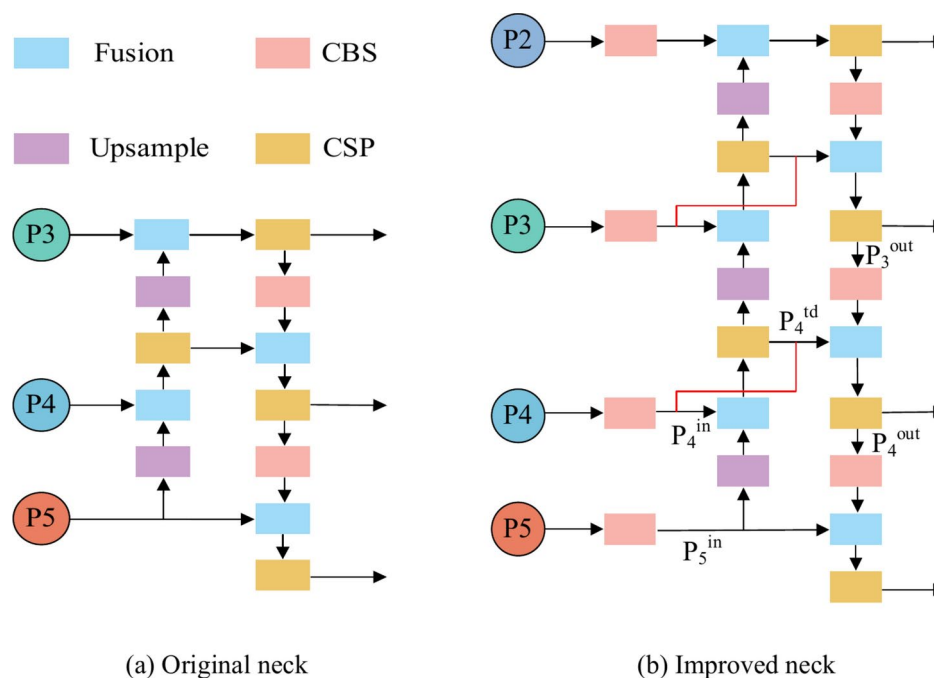 Fusion
CBS
Upsample
CSP
P3
P4
P5
(a) Original neck
P2
P3
P₃ᵒᵘᵗ
P₄ᵗᵈ
P4
P₄ⁱⁿ
P₄ᵒᵘᵗ
P5
P₅ⁱⁿ
(b) Improved neck